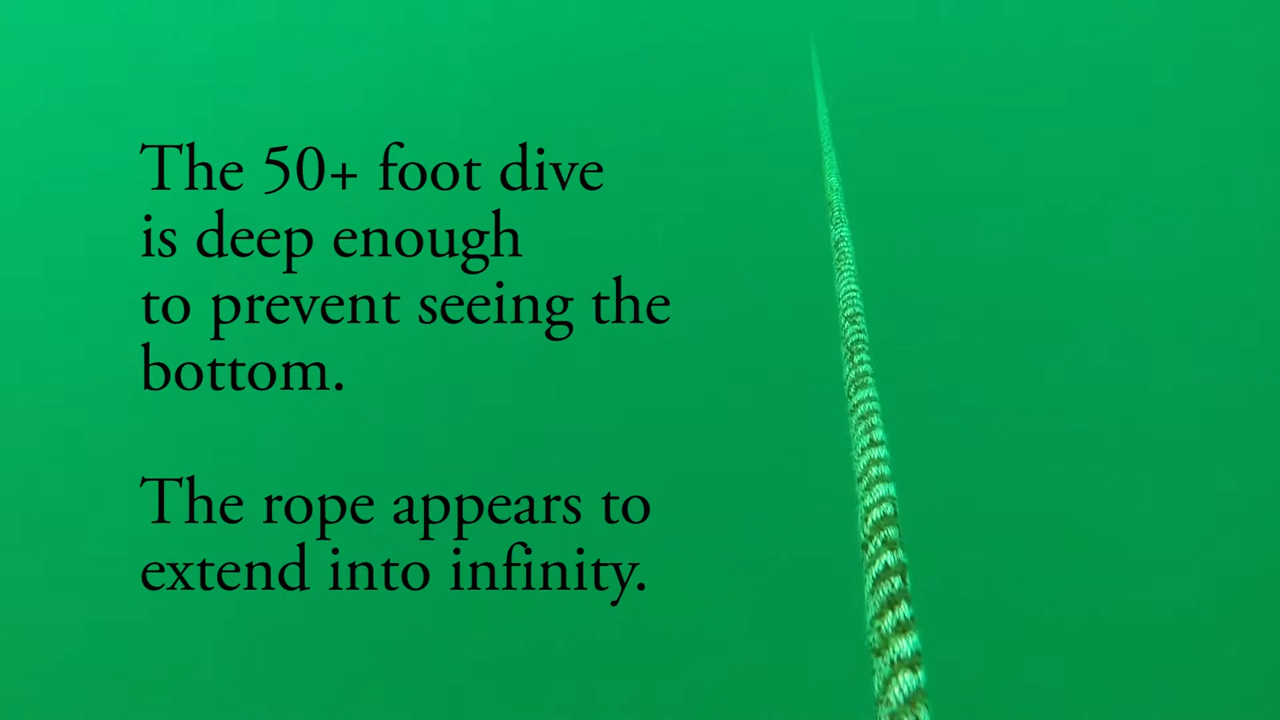 The 50+ foot dive
is deep enough
to prevent seeing the
bottom.
The rope appears to
extend into infinity.